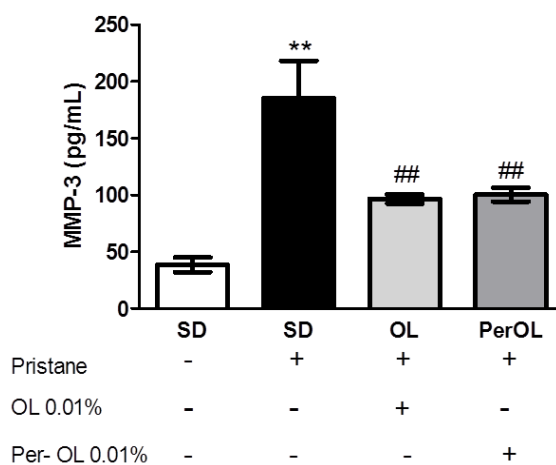 250
**
200
150
## ##
100
50
0
MMP-3 (pg/mL)
SD SD OL PerOL
Pristane - + + +
OL 0.01% - - + -
Per- OL 0.01% - - - +